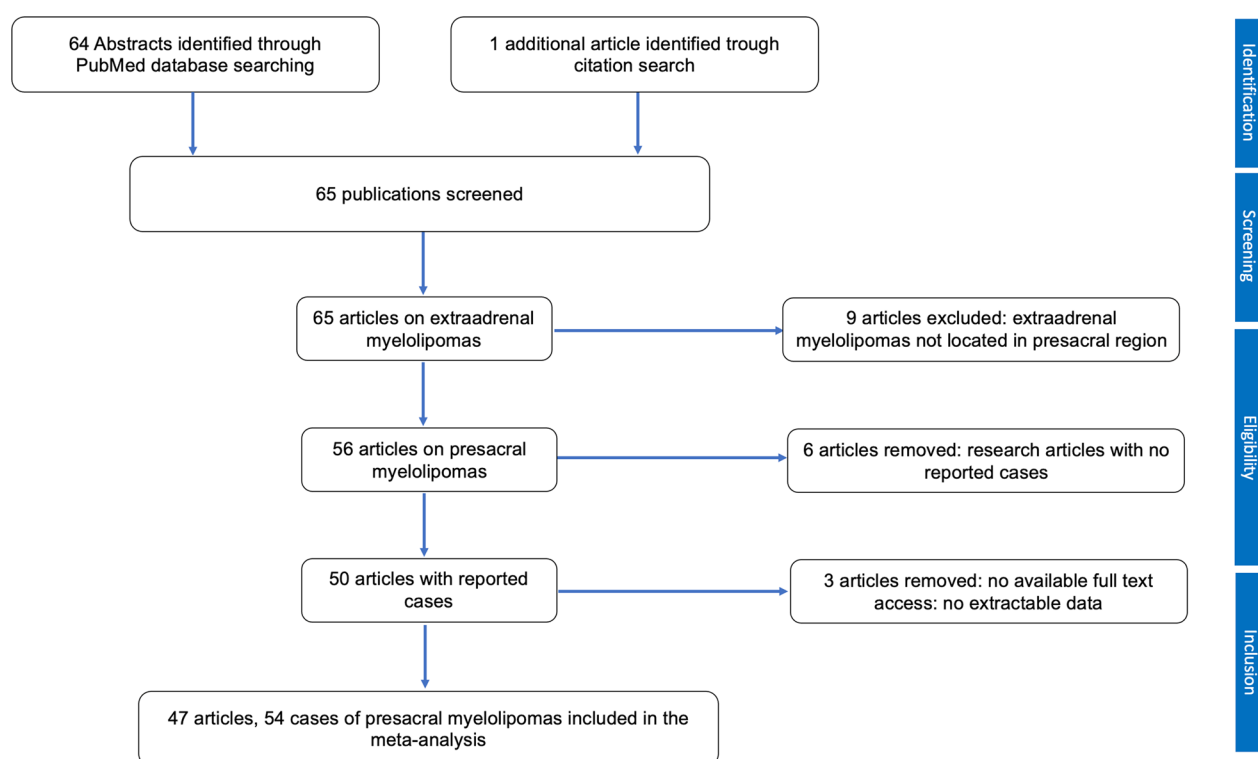 64 Abstracts identified through
PubMed database searching
1 additional article identified trough
citation search
Identification
65 publications screened
Screening
65 articles on extraadrenal
myelolipomas
9 articles excluded: extraadrenal
myelolipomas not located in presacral region
Eligibility
56 articles on presacral
myelolipomas
6 articles removed: research articles with no
reported cases
50 articles with reported
cases
3 articles removed: no available full text
access: no extractable data
Inclusion
47 articles, 54 cases of presacral myelolipomas included in the
meta-analysis